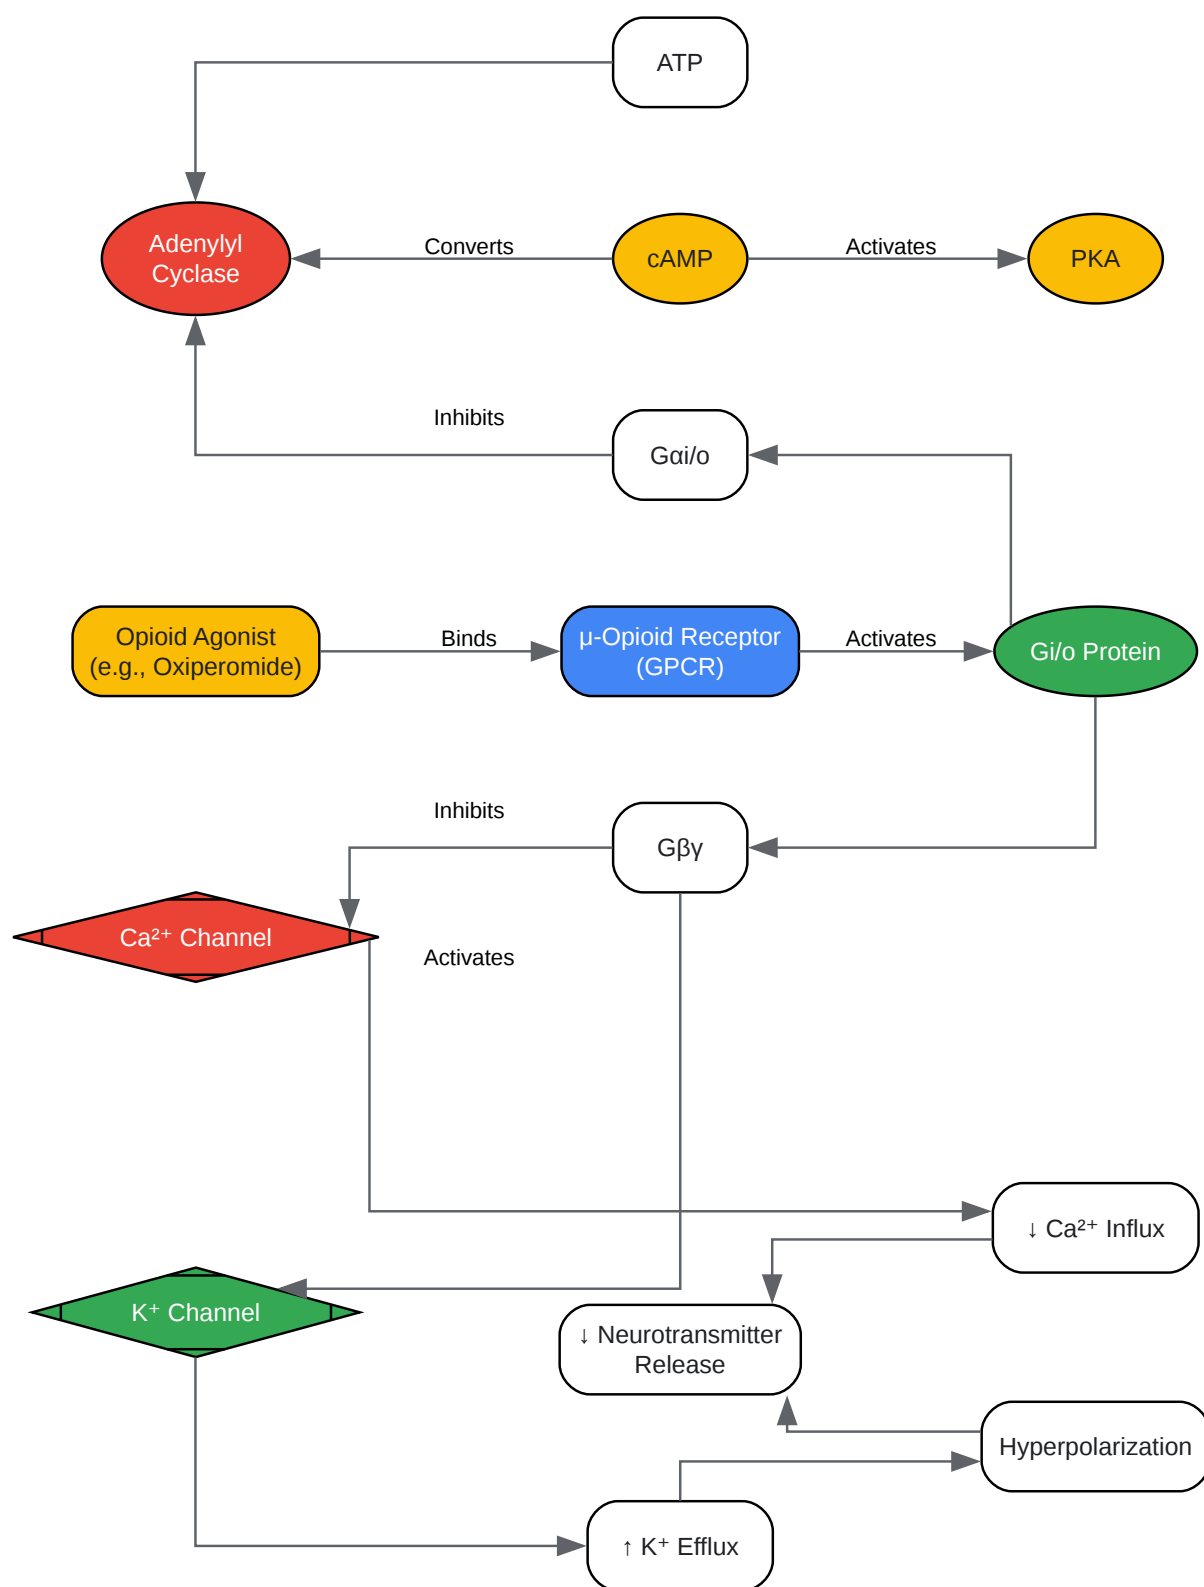 ATP
Adenylyl
Cyclase
Converts
cAMP
Activates
PKA
Inhibits
Gαi/o
Opioid Agonist
(e.g., Oxiperomide)
Binds
μ-Opioid Receptor
(GPCR)
Activates
Gi/o Protein
Inhibits
Gβγ
Ca²⁺ Channel
Activates
↓ Ca²⁺ Influx
K⁺ Channel
↓ Neurotransmitter
Release
Hyperpolarization
↑ K⁺ Efflux